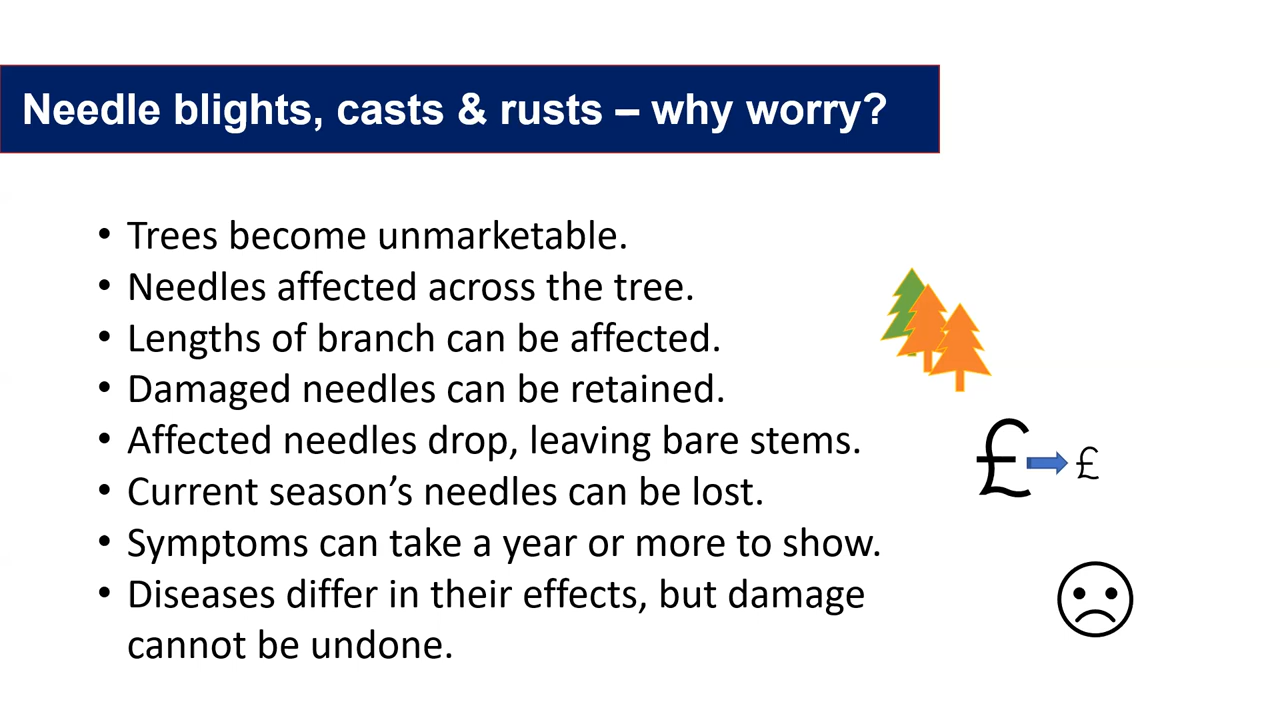 Needle blights, casts & rusts – why worry?
• Trees become unmarketable.
• Needles affected across the tree.
• Lengths of branch can be affected.
• Damaged needles can be retained.
• Affected needles drop, leaving bare stems.
• Current season’s needles can be lost.
• Symptoms can take a year or more to show.
• Diseases differ in their effects, but damage
cannot be undone.
£ £